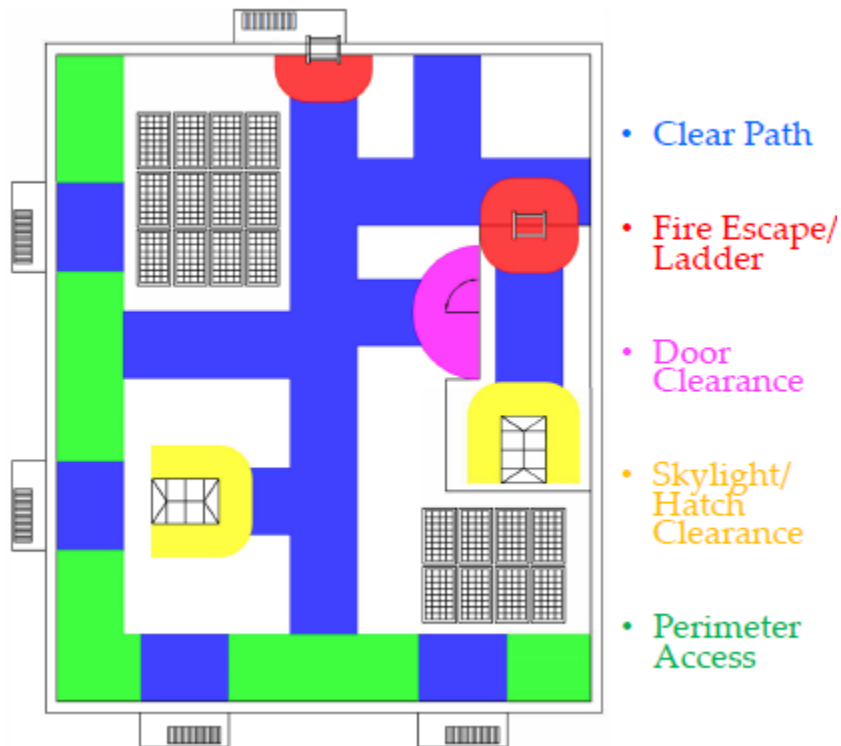 • Clear Path
• Fire Escape/
Ladder
• Door
Clearance
• Skylight/
Hatch
Clearance
• Perimeter
Access